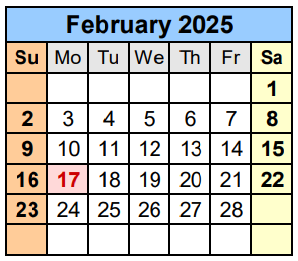 February 2025
Su Mo Tu We Th Fr Sa
1
2 3 4 5 6 7 8
9 10 11 12 13 14 15
16 17 18 19 20 21 22
23 24 25 26 27 28